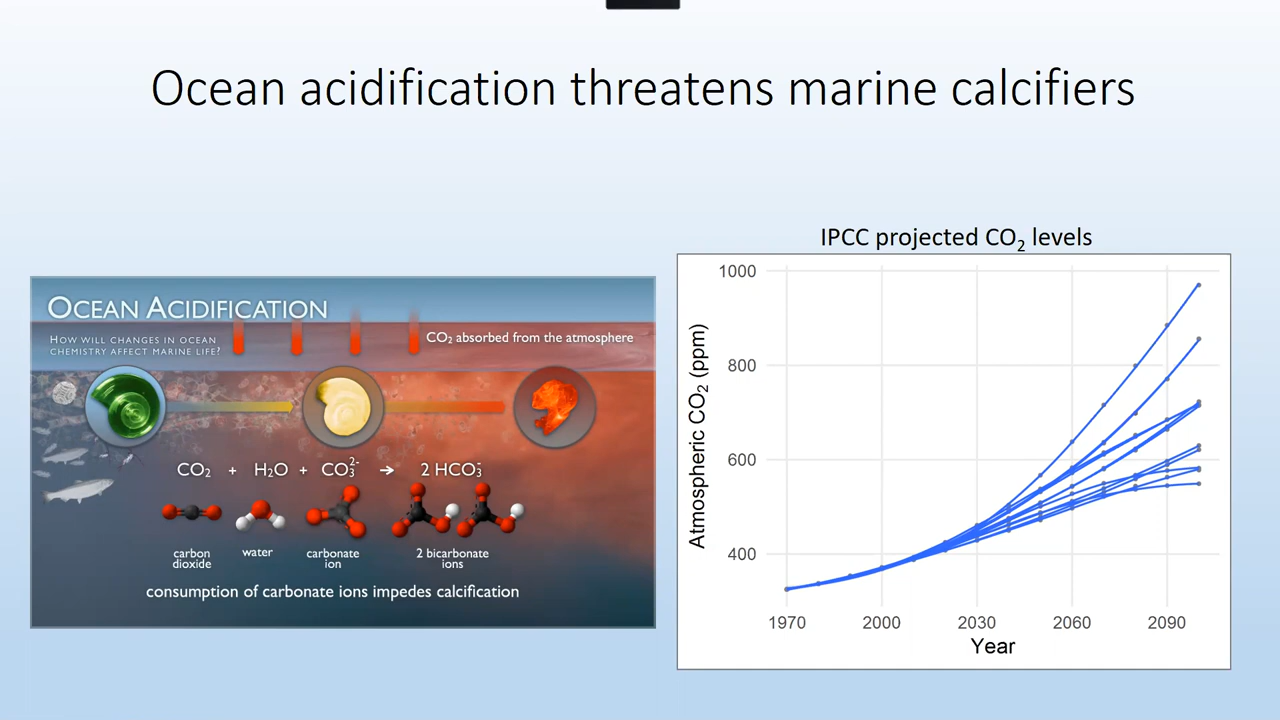 Ocean acidification threatens marine calcifiers
OCEAN ACIDIFICATION
HOW WILL CHANGES IN OCEAN
CHEMISTRY AFFECT MARINE LIFE?
CO₂ absorbed from the atmosphere
CO₂ + H₂O + CO₃²⁻ → 2 HCO₃⁻
carbon
dioxide
water
carbonate
ion
2 bicarbonate
ions
consumption of carbonate ions impedes calcification
IPCC projected CO₂ levels
Atmospheric CO₂ (ppm)
1000
800
600
400
1970 2000 2030 2060 2090
Year